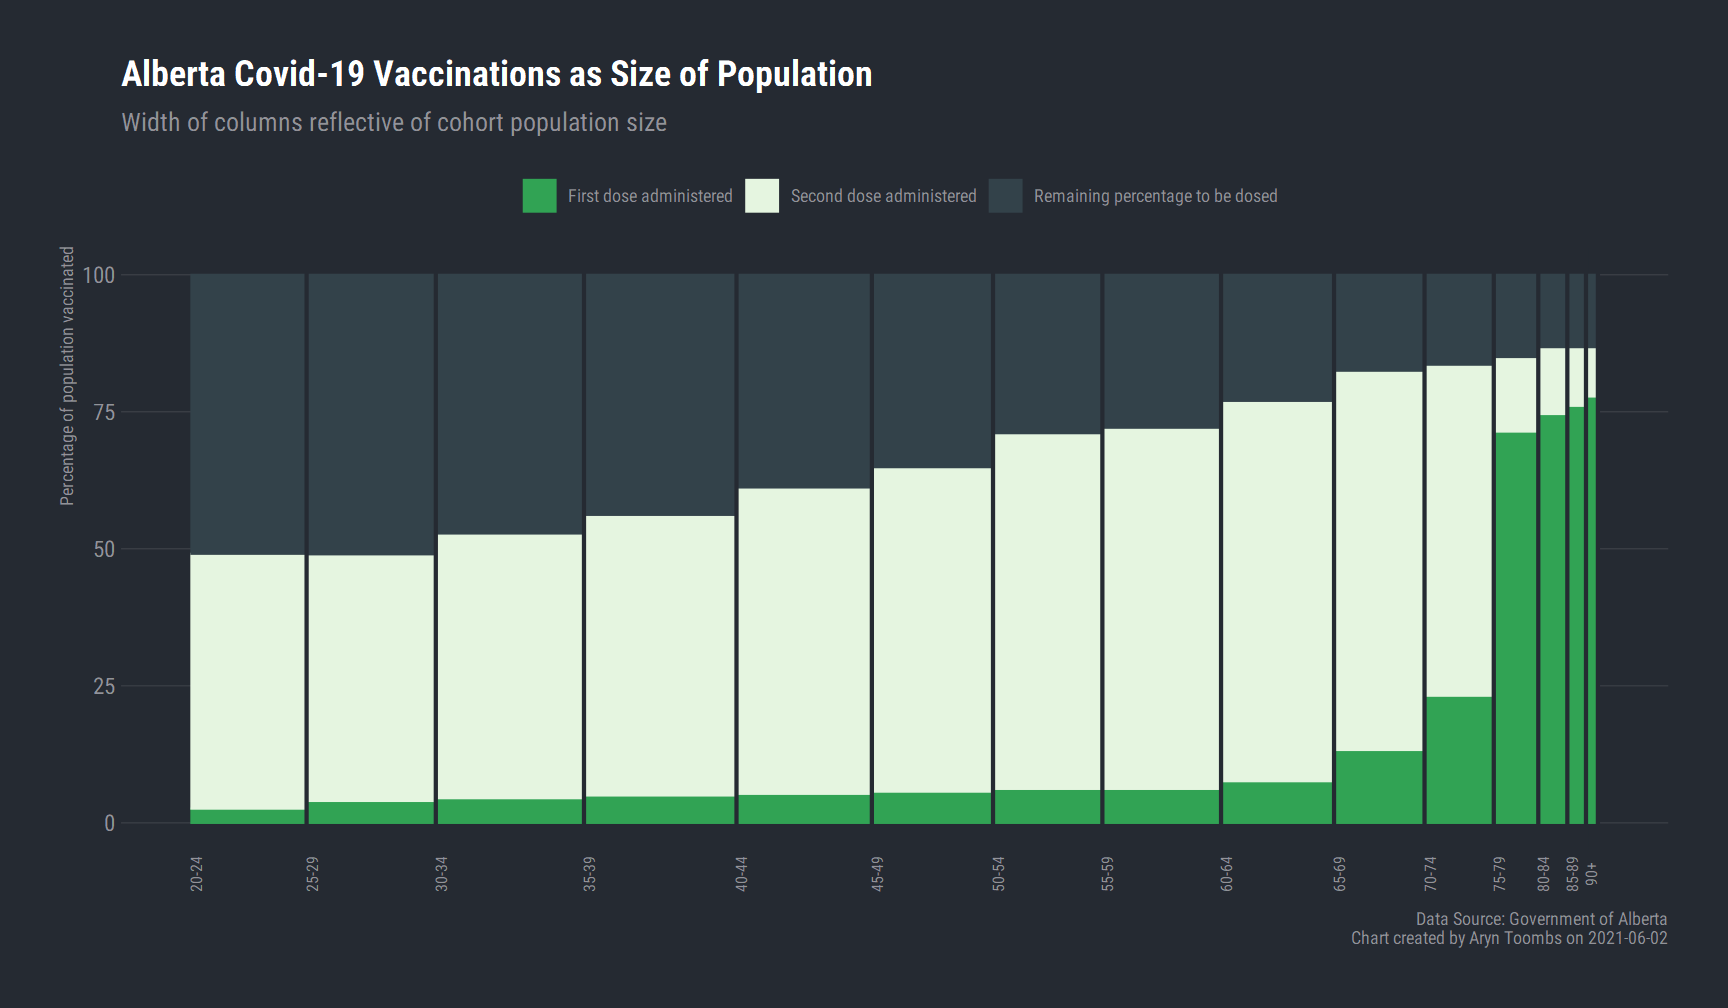 Alberta Covid-19 Vaccinations as Size of Population
Width of columns reflective of cohort population size
First dose administered
Second dose administered
Remaining percentage to be dosed
Percentage of population vaccinated
100
75
50
25
0
20-24
25-29
30-34
35-39
40-44
45-49
50-54
55-59
60-64
65-69
70-74
75-79
80-84
85-89
90+
Data Source: Government of Alberta
Chart created by Aryn Toombs on 2021-06-02